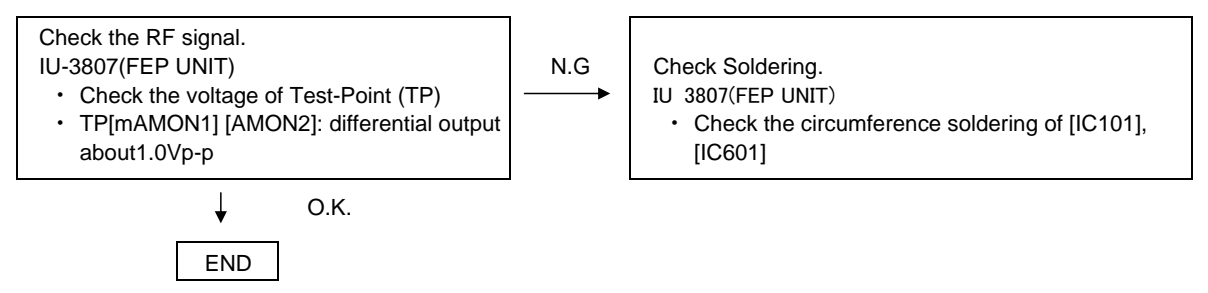 Check the RF signal.
IU-3807(FEP UNIT)
・ Check the voltage of Test-Point (TP)
・ TP[mAMON1] [AMON2]: differential output
about1.0Vp-p
N.G
Check Soldering.
IU 3807(FEP UNIT)
・ Check the circumference soldering of [IC101],
[IC601]
O.K.
END